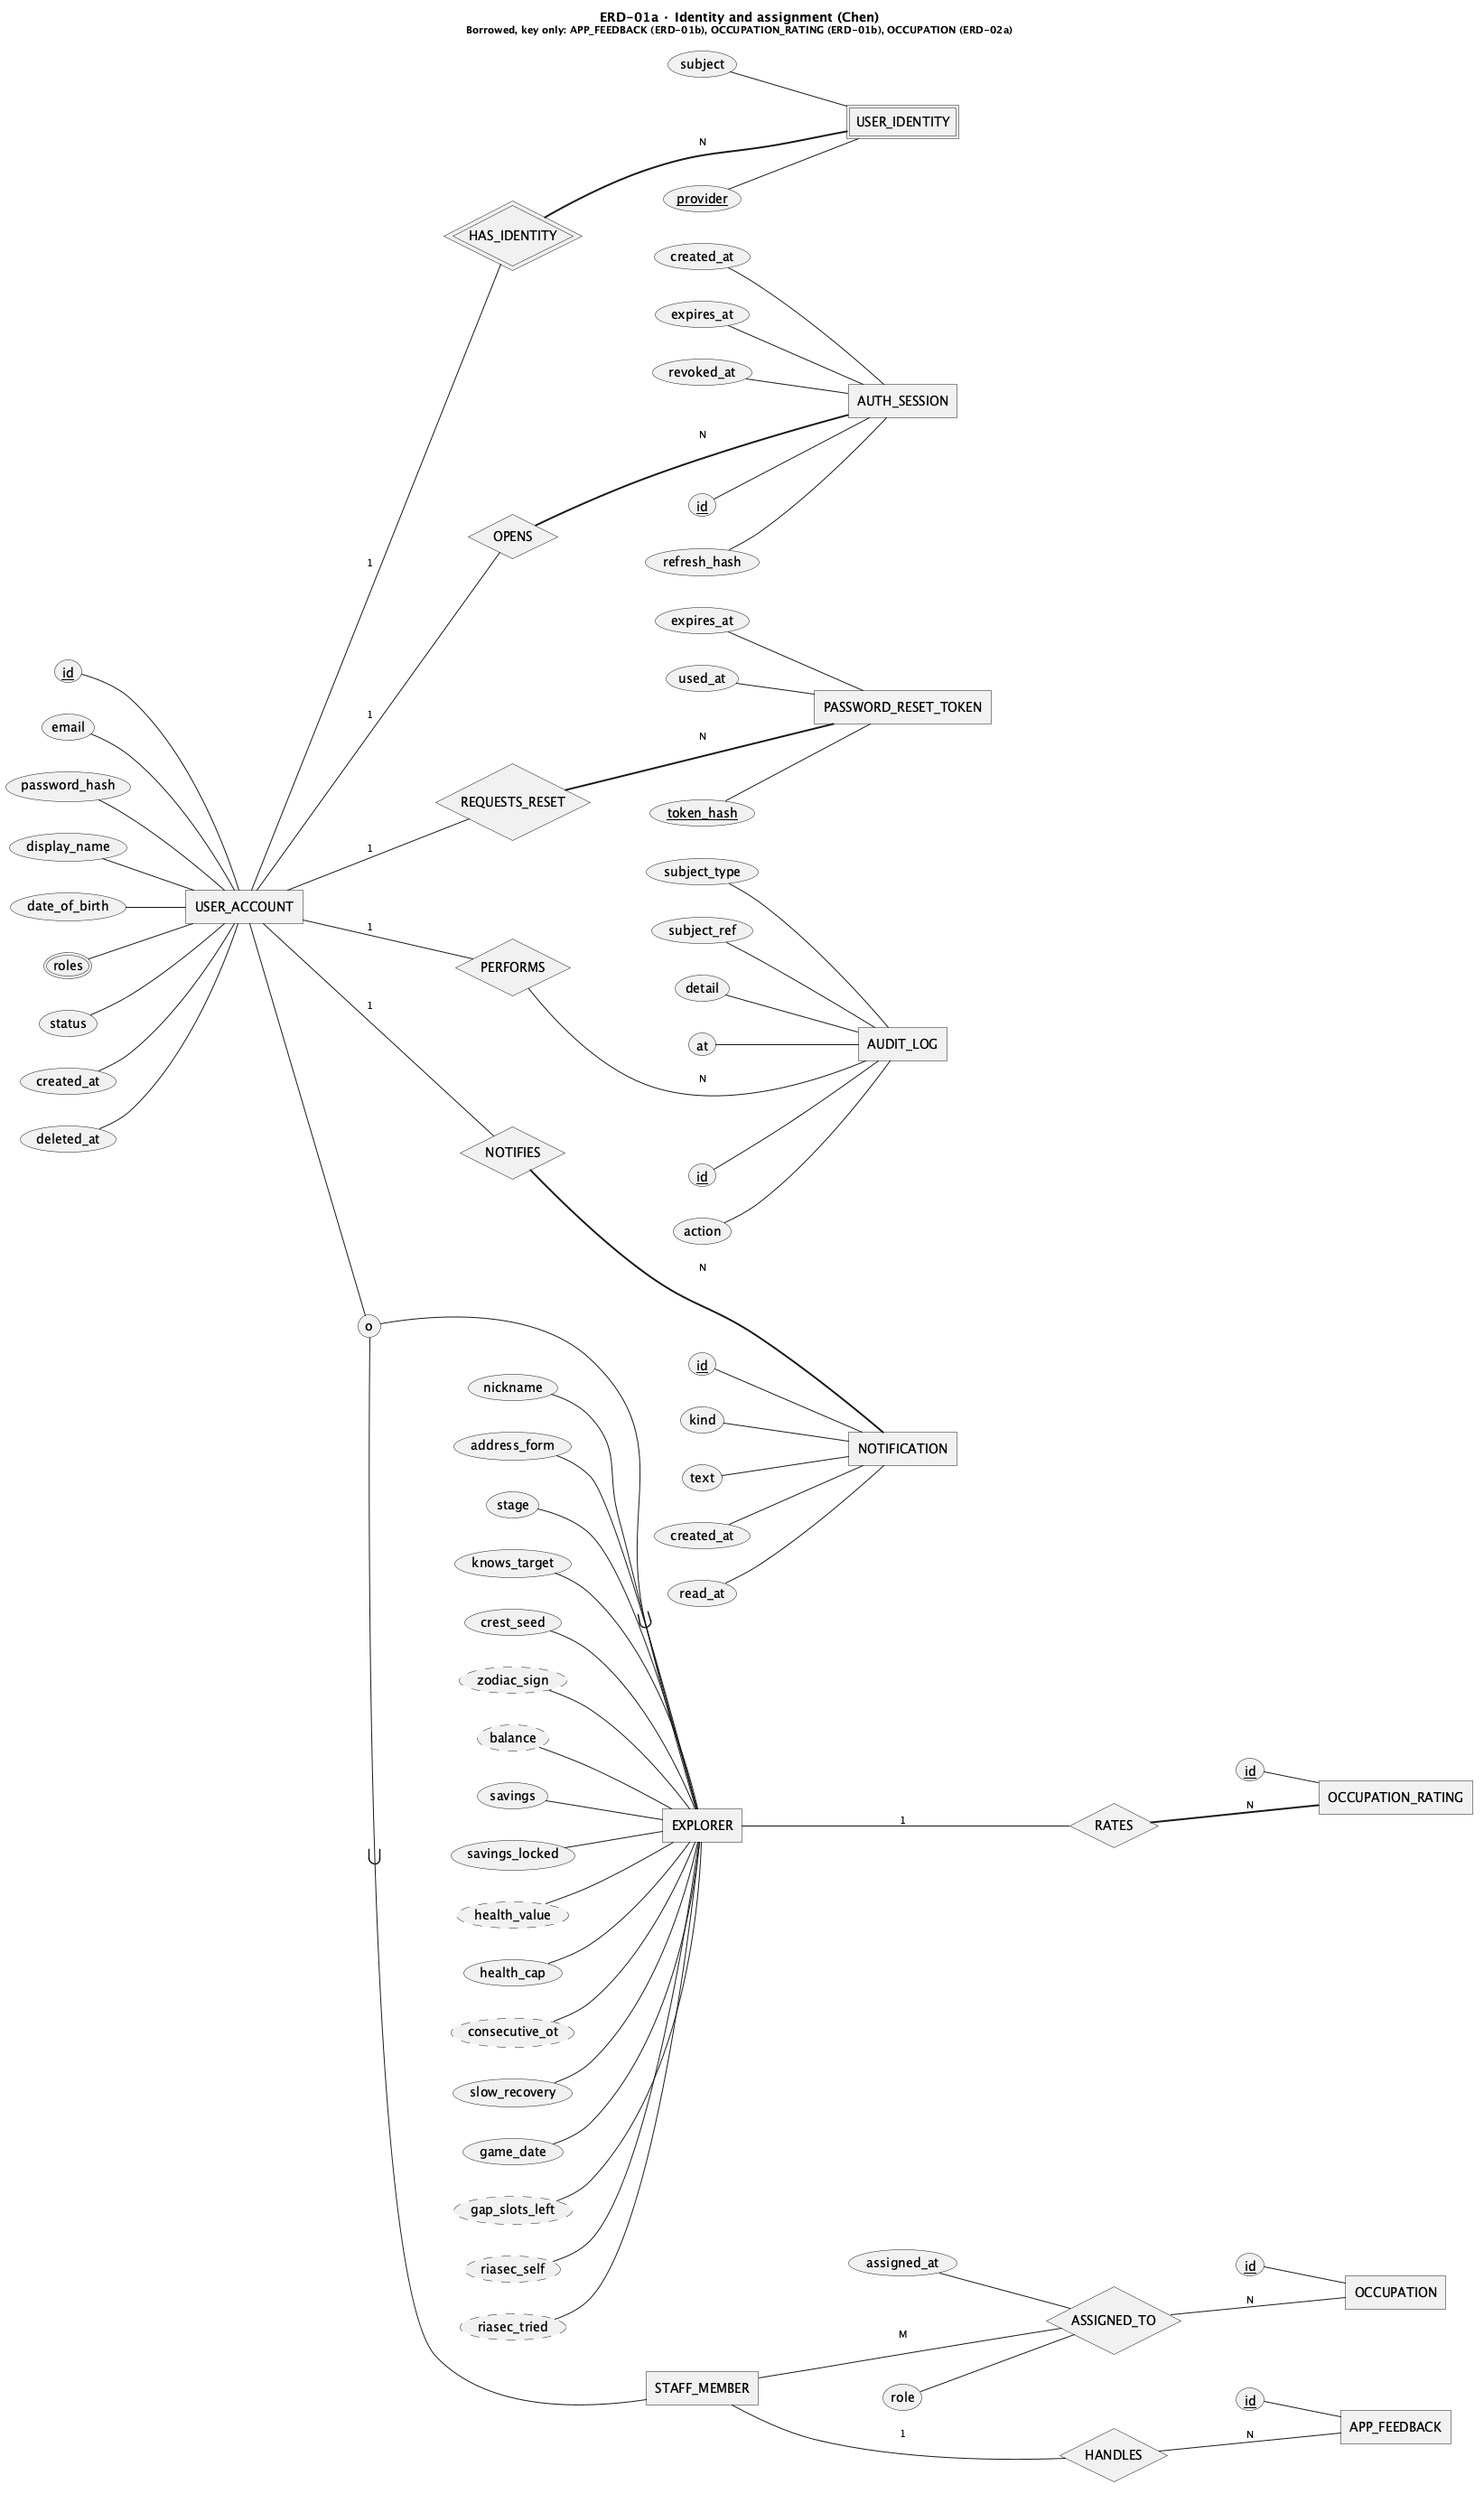 ERD-01a · Identity and assignment (Chen)
Borrowed, key only: APP_FEEDBACK (ERD-01b), OCCUPATION_RATING (ERD-01b), OCCUPATION (ERD-02a)
subject
USER_IDENTITY
N
provider
HAS_IDENTITY
created_at
expires_at
revoked_at
AUTH_SESSION
N
id
OPENS
refresh_hash
1
expires_at
used_at
PASSWORD_RESET_TOKEN
N
token_hash
REQUESTS_RESET
1
1
id
email
password_hash
display_name
date_of_birth
USER_ACCOUNT
roles
status
created_at
deleted_at
subject_type
subject_ref
detail
at
AUDIT_LOG
1
PERFORMS
N
id
action
1
NOTIFIES
N
o
id
kind
NOTIFICATION
text
created_at
read_at
nickname
address_form
stage
knows_target
crest_seed
zodiac_sign
balance
savings
savings_locked
health_value
health_cap
consecutive_ot
slow_recovery
game_date
gap_slots_left
riasec_self
riasec_tried
EXPLORER
1
RATES
N
id
OCCUPATION_RATING
assigned_at
id
OCCUPATION
N
ASSIGNED_TO
M
role
STAFF_MEMBER
1
HANDLES
N
id
APP_FEEDBACK